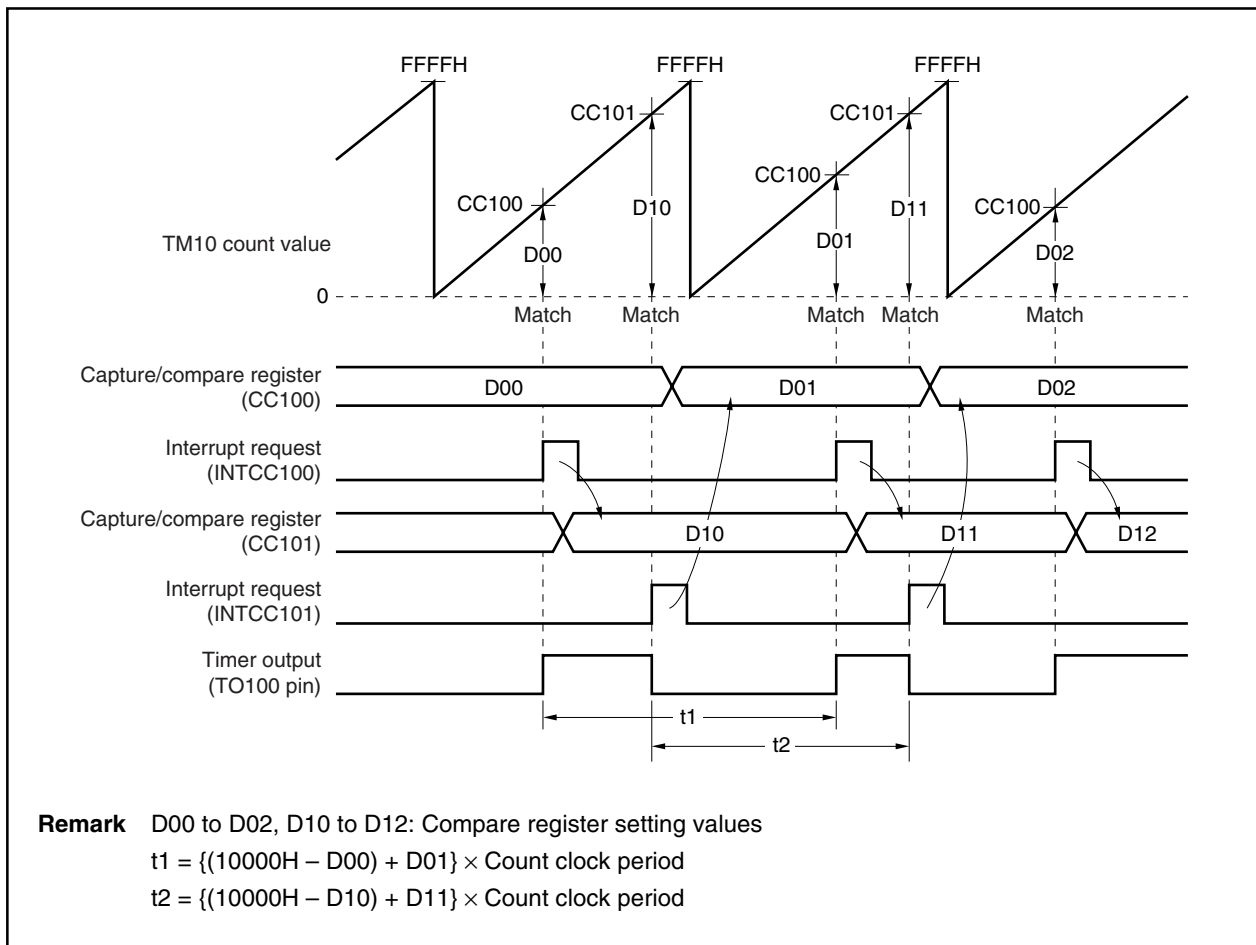 FFFFH FFFFH FFFFH
CC101 CC101
CC100
CC100 CC100
D10 D11
D01
D00 D02
TM10 count value
0
Match Match Match Match Match
Capture/compare register
(CC100)
D00 D01 D02
Interrupt request
(INTCC100)
Capture/compare register
(CC101)
D10 D11 D12
Interrupt request
(INTCC101)
Timer output
(TO100 pin)
t1
t2
Remark D00 to D02, D10 to D12: Compare register setting values
t1 = {(10000H – D00) + D01} × Count clock period
t2 = {(10000H – D10) + D11} × Count clock period